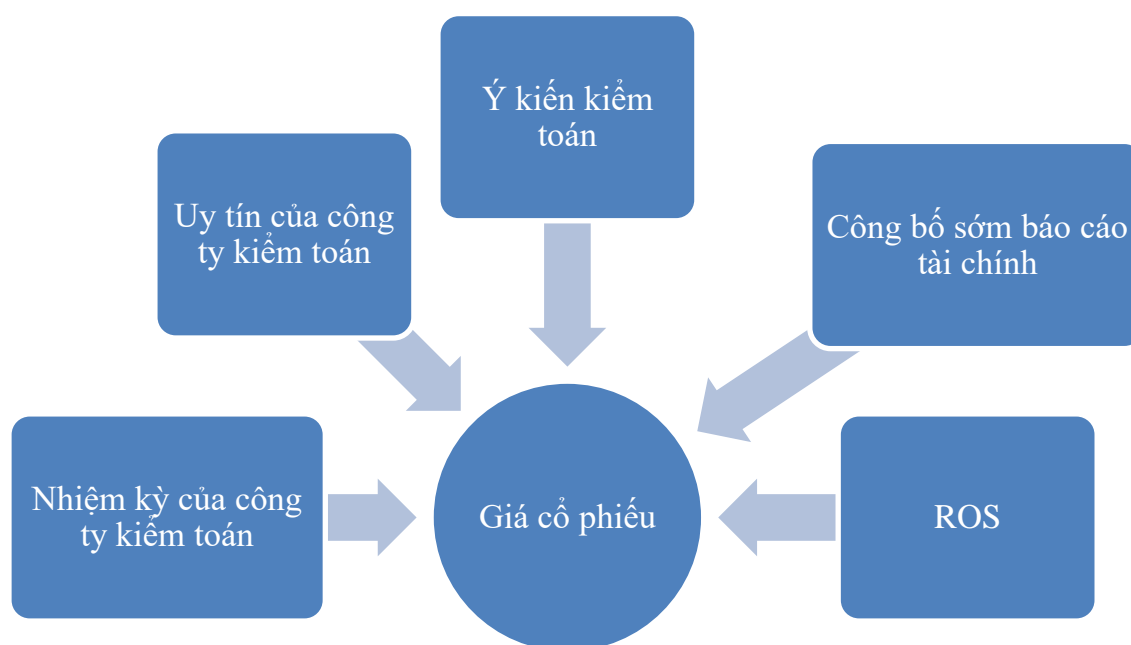 Ý kiến kiểm
toán
Uy tín của công
ty kiểm toán
Công bố sớm báo cáo
tài chính
Nhiệm kỳ của công
ty kiểm toán
Giá cổ phiếu
ROS